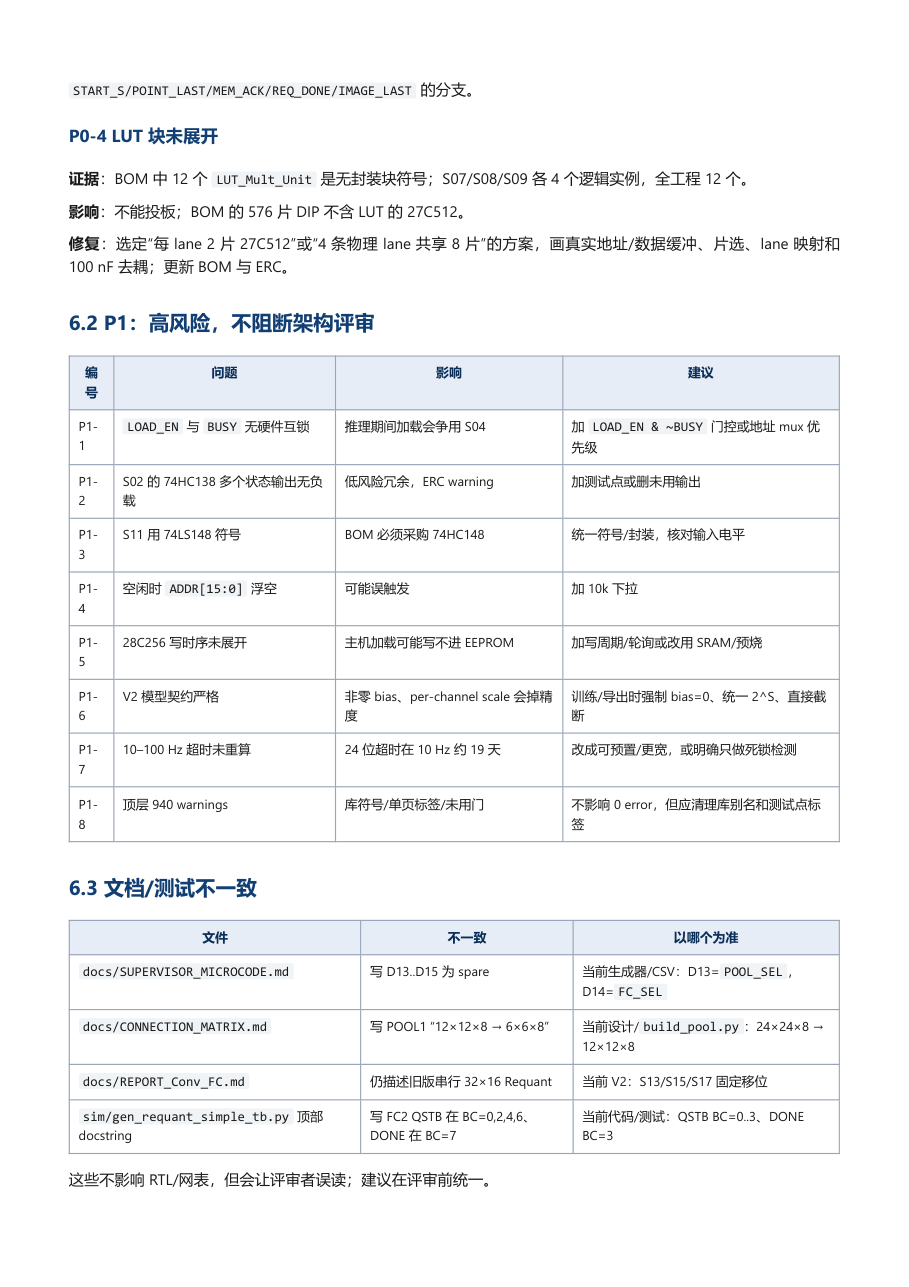 START_S/POINT_LAST/MEM_ACK/REQ_DONE/IMAGE_LAST 的分支。
P0-4 LUT 块未展开
证据：BOM 中 12 个 LUT_Mult_Unit 是无封装块符号；S07/S08/S09 各 4 个逻辑实例，全工程 12 个。
影响：不能投板；BOM 的 576 片 DIP 不含 LUT 的 27C512。
修复：选定“每 lane 2 片 27C512”或“4 条物理 lane 共享 8 片”的方案，画真实地址/数据缓冲、片选、lane 映射和
100 nF 去耦；更新 BOM 与 ERC。
6.2 P1：高风险，不阻断架构评审
编
号
问题
影响
建议
P1-
1
LOAD_EN 与 BUSY 无硬件互锁
推理期间加载会争用 S04
加 LOAD_EN & ~BUSY 门控或地址 mux 优
先级
P1-
2
S02 的 74HC138 多个状态输出无负
载
低风险冗余，ERC warning
加测试点或删未用输出
P1-
3
S11 用 74LS148 符号
BOM 必须采购 74HC148
统一符号/封装，核对输入电平
P1-
4
空闲时 ADDR[15:0] 浮空
可能误触发
加 10k 下拉
P1-
5
28C256 写时序未展开
主机加载可能写不进 EEPROM
加写周期/轮询或改用 SRAM/预烧
P1-
6
V2 模型契约严格
非零 bias、per-channel scale 会掉精
度
训练/导出时强制 bias=0、统一 2^S、直接截
断
P1-
7
10–100 Hz 超时未重算
24 位超时在 10 Hz 约 19 天
改成可预置/更宽，或明确只做死锁检测
P1-
8
顶层 940 warnings
库符号/单页标签/未用门
不影响 0 error，但应清理库别名和测试点标
签
6.3 文档/测试不一致
文件
不一致
以哪个为准
docs/SUPERVISOR_MICROCODE.md
写 D13..D15 为 spare
当前生成器/CSV：D13= POOL_SEL ，
D14= FC_SEL
docs/CONNECTION_MATRIX.md
写 POOL1 “12×12×8 → 6×6×8”
当前设计/ build_pool.py ：24×24×8 →
12×12×8
docs/REPORT_Conv_FC.md
仍描述旧版串行 32×16 Requant
当前 V2：S13/S15/S17 固定移位
sim/gen_requant_simple_tb.py 顶部
docstring
写 FC2 QSTB 在 BC=0,2,4,6、
DONE 在 BC=7
当前代码/测试：QSTB BC=0..3、DONE
BC=3
这些不影响 RTL/网表，但会让评审者误读；建议在评审前统一。